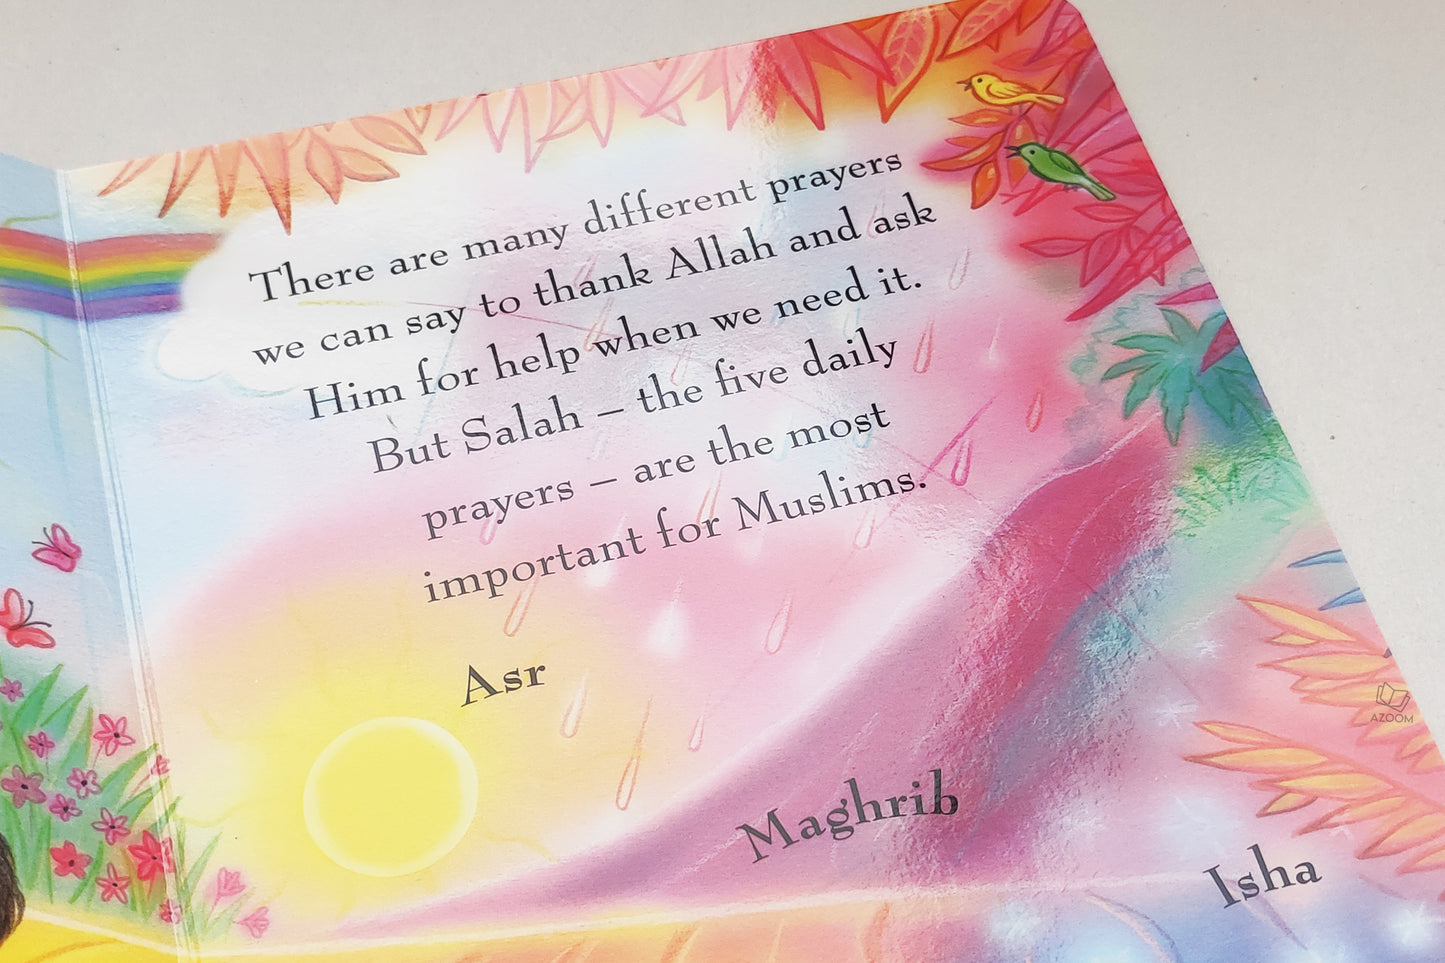 There are many different prayers
we can say to thank Allah and ask
Him for help when we need it.
But Salah – the five daily
prayers – are the most
important for Muslims.
Asr
Maghrib
Isha
AZOOM